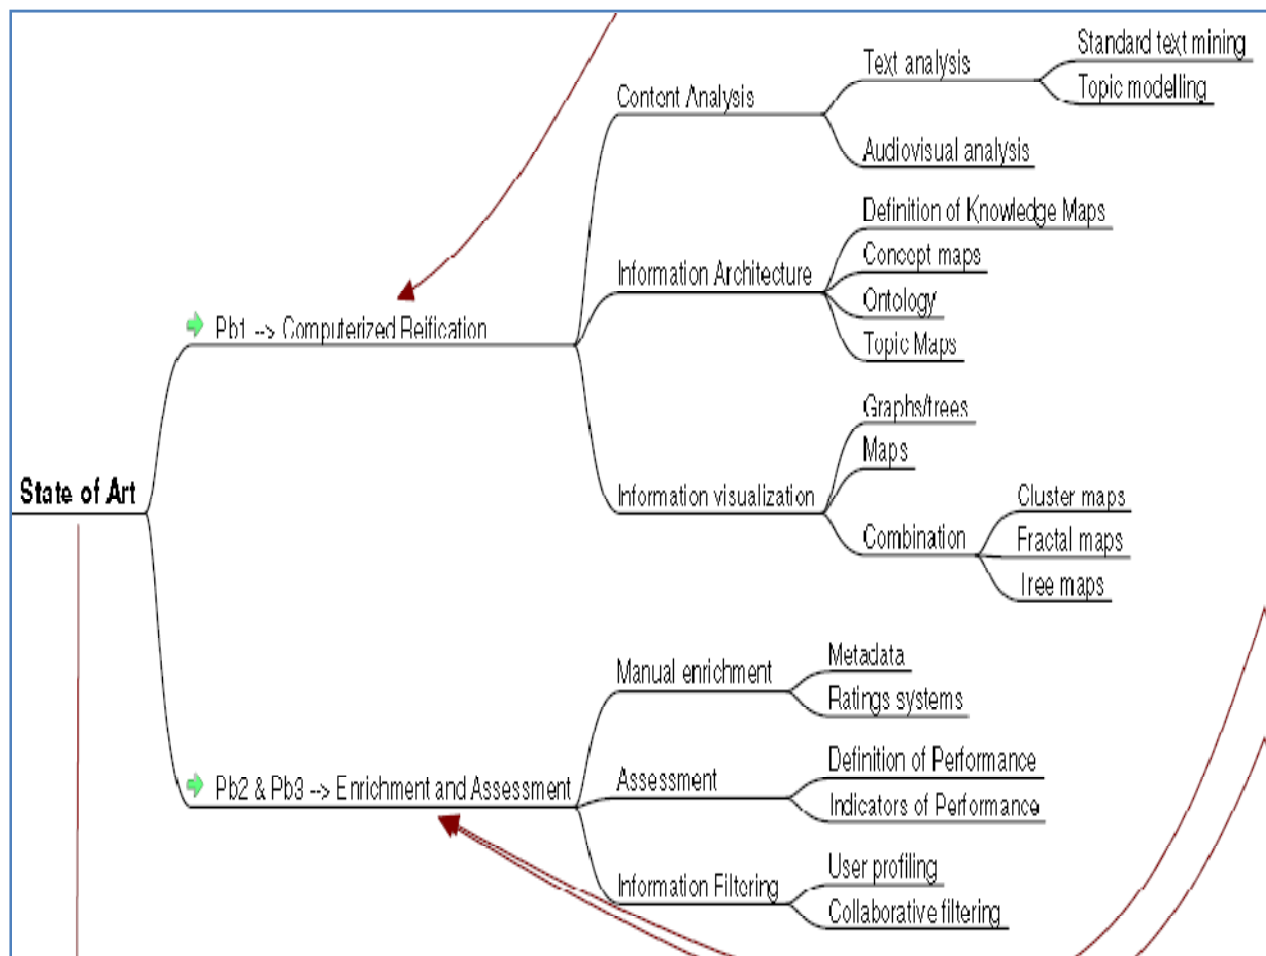 Standard text mining
Text analysis
Topic modelling
Content Analysis
Audiovisual analysis
Definition of Knowledge Maps
Concept maps
Information Architecture
Ontology
Topic Maps
Pb1 --> Computerized Reification
Graphs/trees
Maps
Information visualization
Cluster maps
Combination
Fractal maps
Tree maps
State of Art
Manual enrichment
Metadata
Ratings systems
Pb2 & Pb3 --> Enrichment and Assessment
Assessment
Definition of Performance
Indicators of Performance
Information Filtering
User profiling
Collaborative filtering